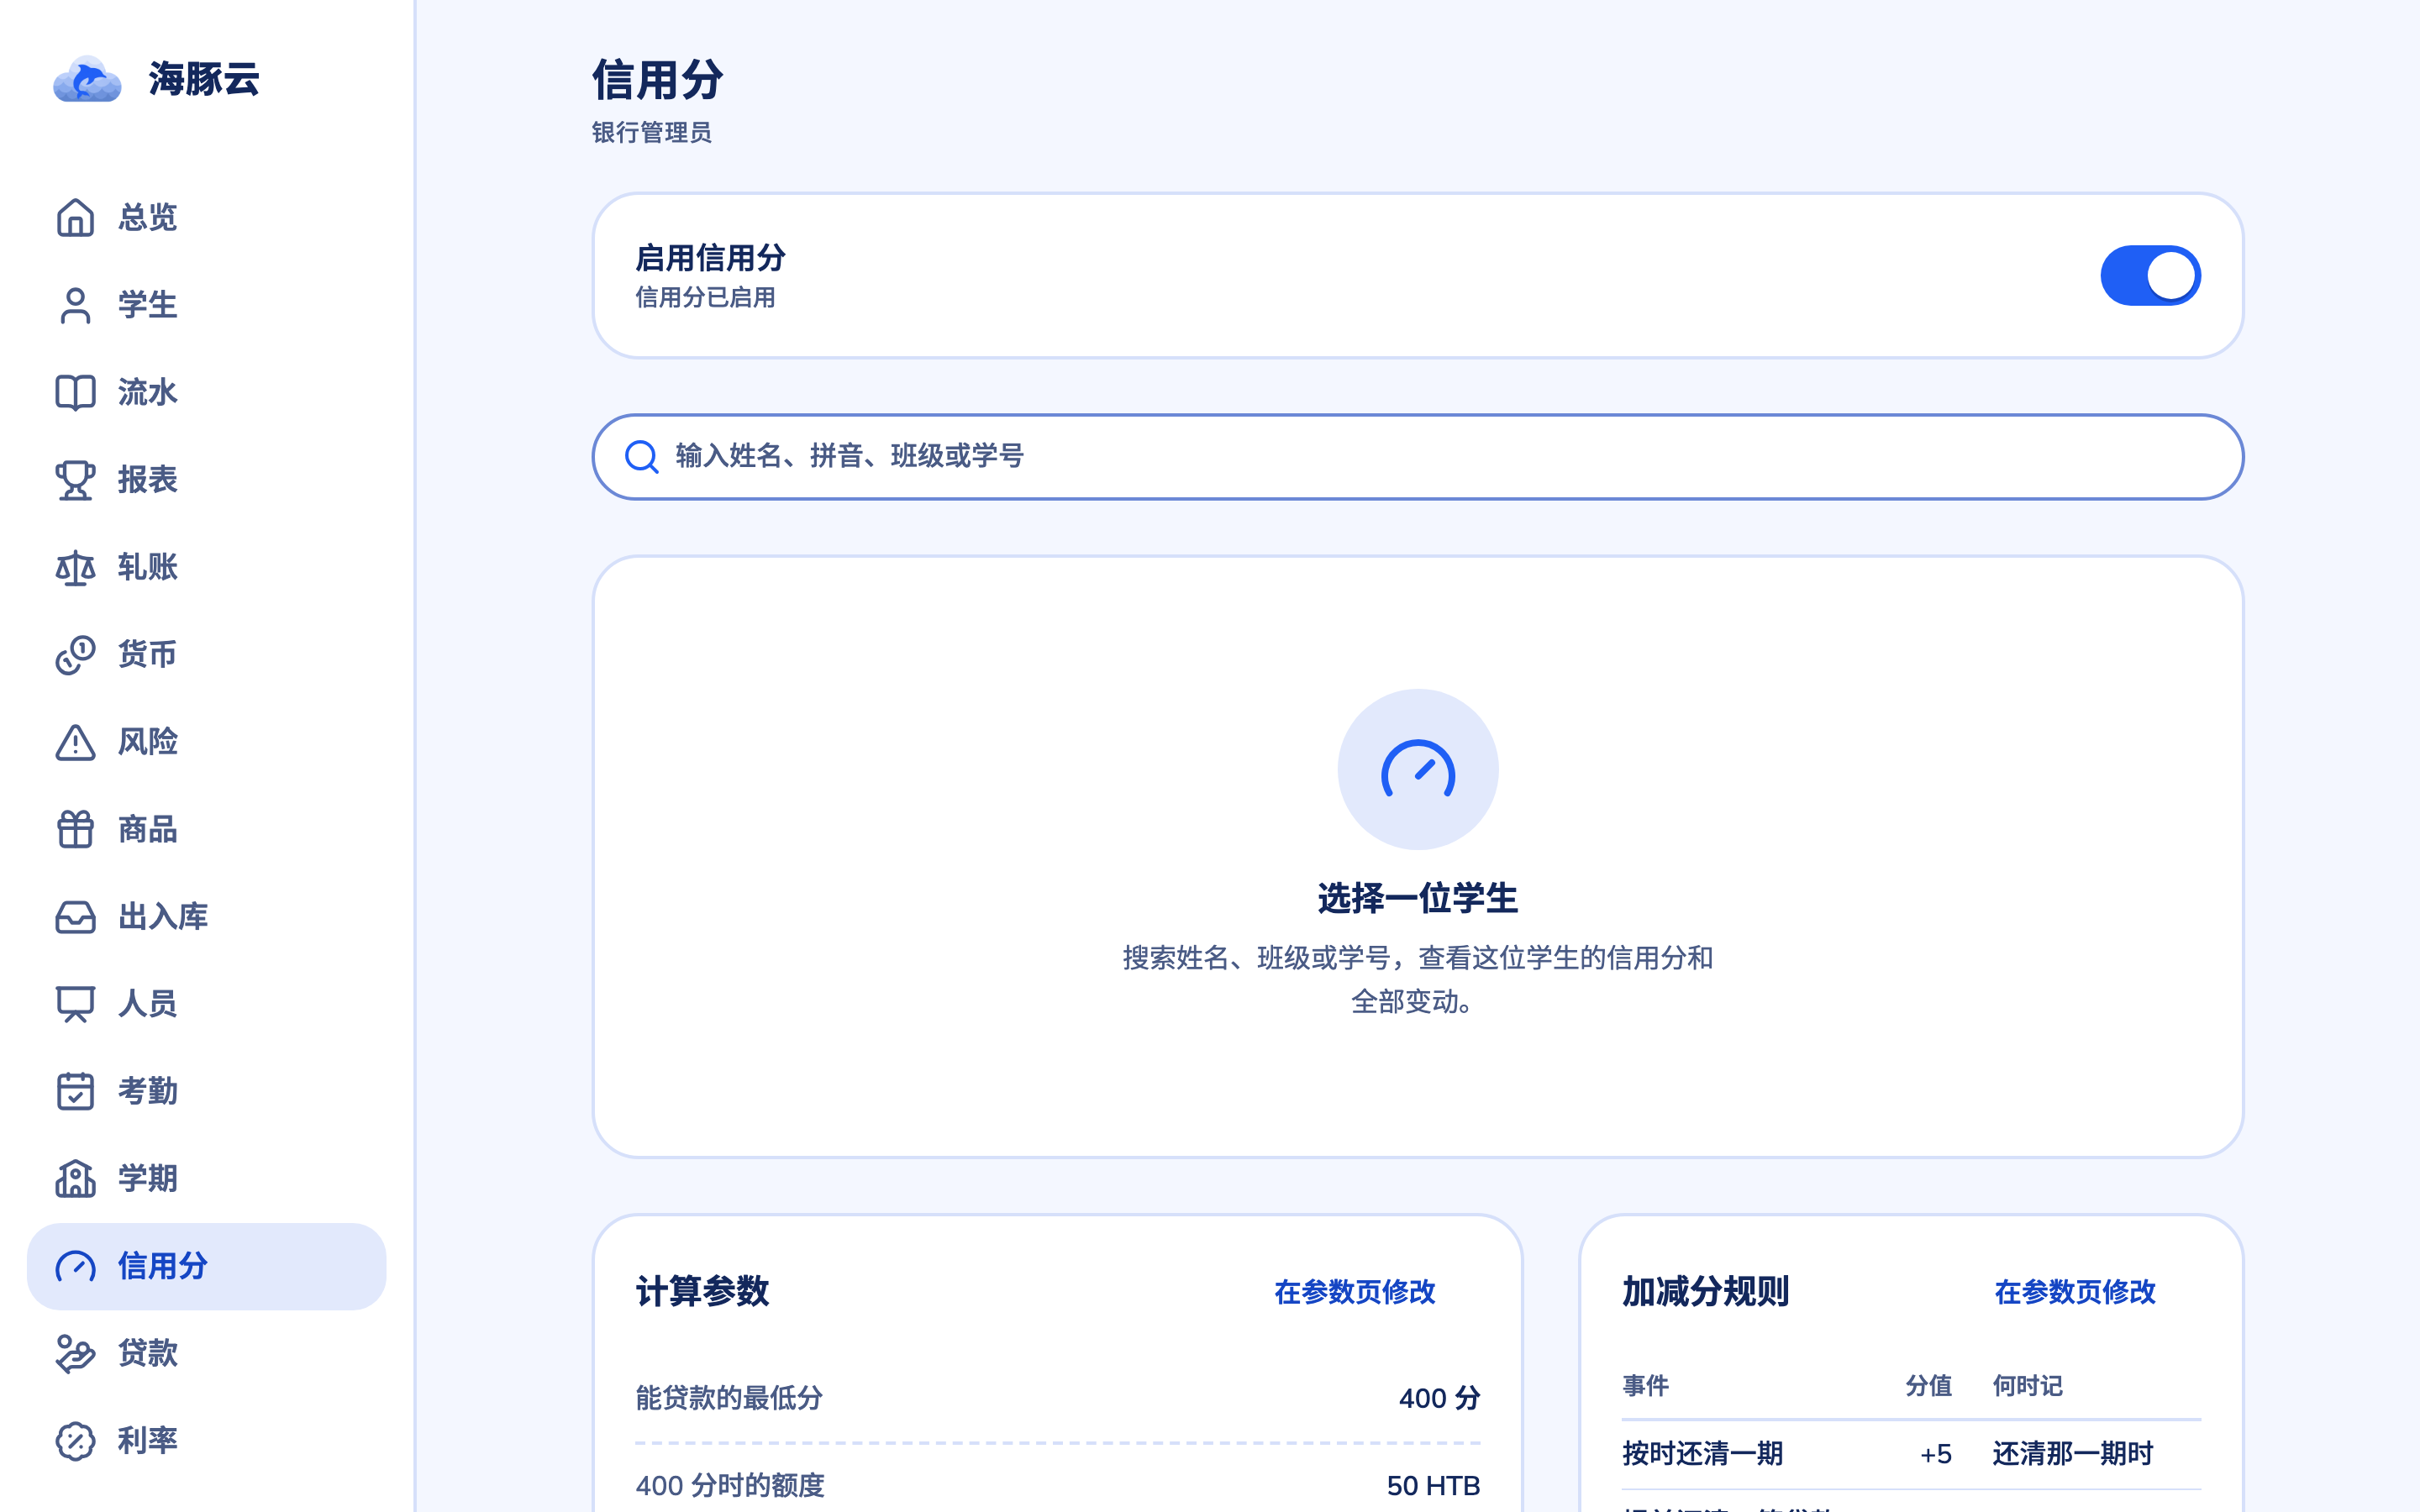 海豚云
总览
学生
流水
报表
轧账
货币
风险
商品
出入库
人员
考勤
学期
信用分
贷款
利率
信用分
银行管理员
启用信用分
信用分已启用
输入姓名、拼音、班级或学号
选择一位学生
搜索姓名、班级或学号，查看这位学生的信用分和
全部变动。
计算参数 在参数页修改
能贷款的最低分 400 分
400 分时的额度 50 HTB
加减分规则 在参数页修改
事件 分值 何时记
按时还清一期 +5 还清那一期时